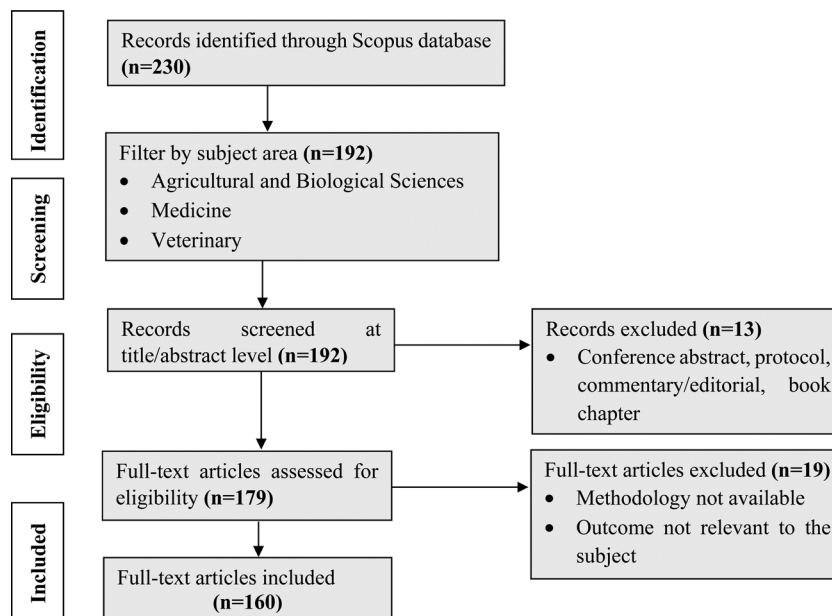 Identification
Records identified through Scopus database
(n=230)
Filter by subject area (n=192)
• Agricultural and Biological Sciences
• Medicine
• Veterinary
Screening
Records screened at
title/abstract level (n=192)
Records excluded (n=13)
• Conference abstract, protocol,
commentary/editorial, book
chapter
Eligibility
Full-text articles assessed for
eligibility (n=179)
Full-text articles excluded (n=19)
• Methodology not available
• Outcome not relevant to the
subject
Included
Full-text articles included
(n=160)